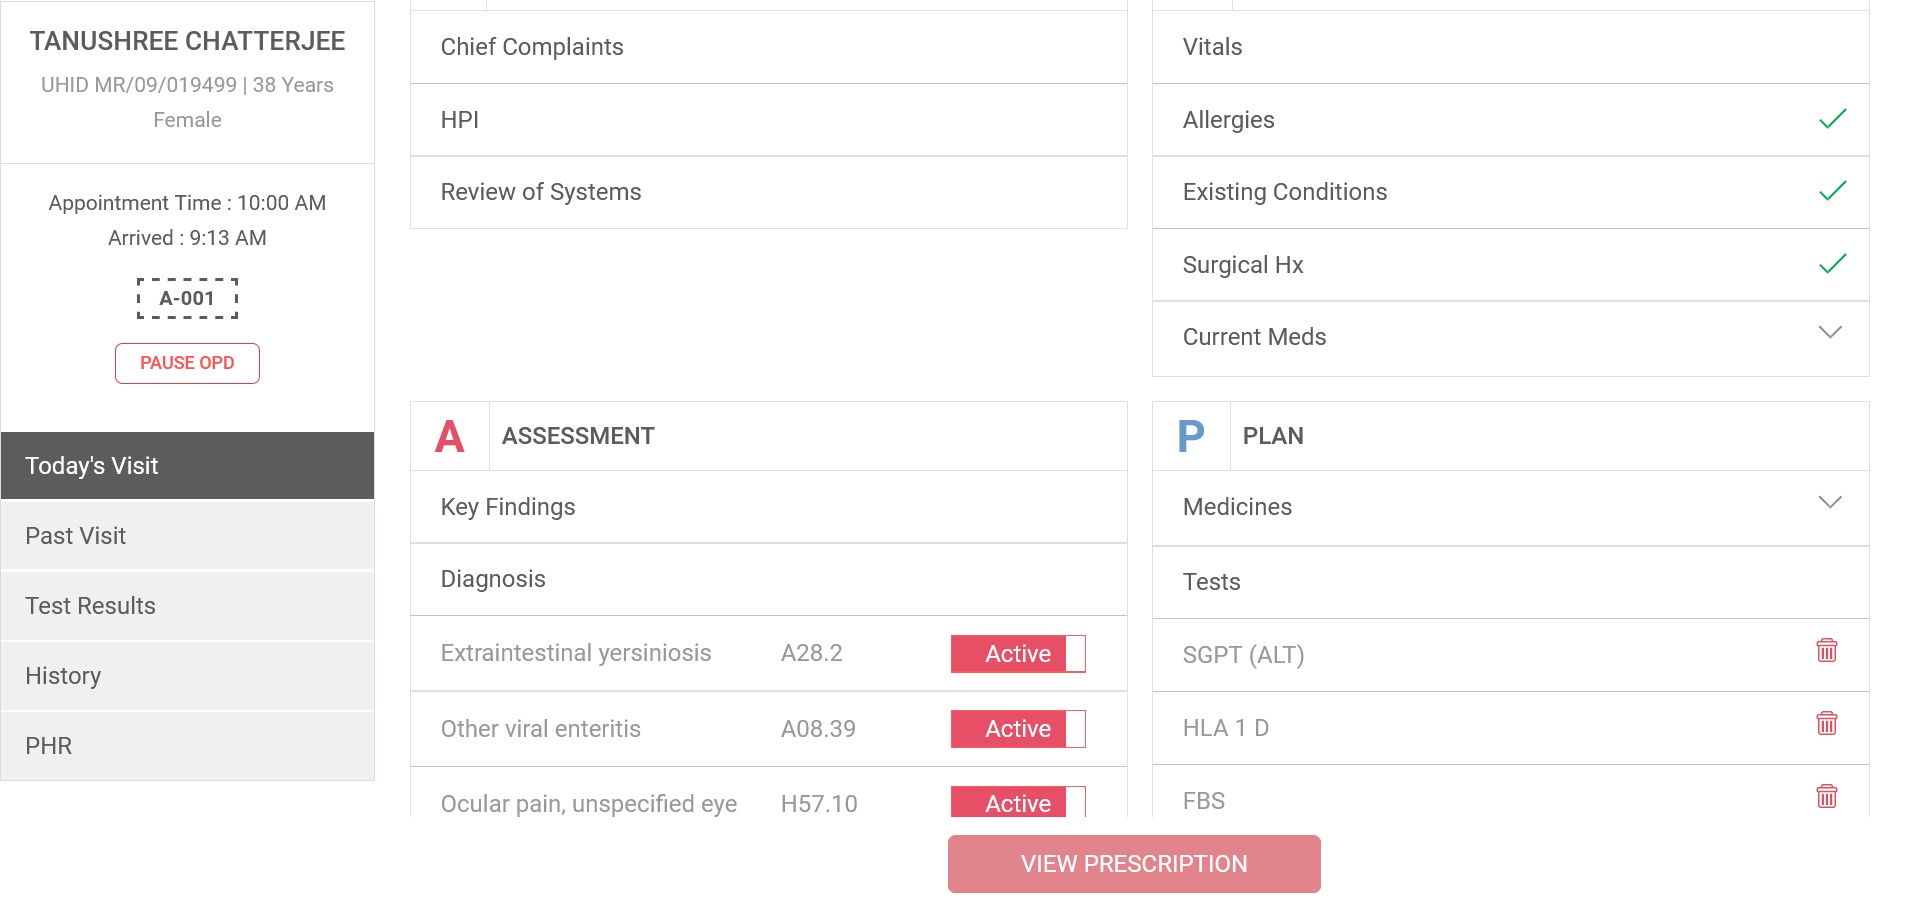 TANUSHREE CHATTERJEE
UHID MR/09/019499 | 38 Years
Female
Appointment Time : 10:00 AM
Arrived : 9:13 AM
A-001
PAUSE OPD
Today's Visit
Past Visit
Test Results
History
PHR
Chief Complaints
HPI
Review of Systems
Vitals
Allergies
Existing Conditions
Surgical Hx
Current Meds
A ASSESSMENT
Key Findings
Diagnosis
Extraintestinal yersiniosis A28.2 Active
Other viral enteritis A08.39 Active
Ocular pain, unspecified eye H57.10 Active
P PLAN
Medicines
Tests
SGPT (ALT)
HLA 1 D
FBS
VIEW PRESCRIPTION